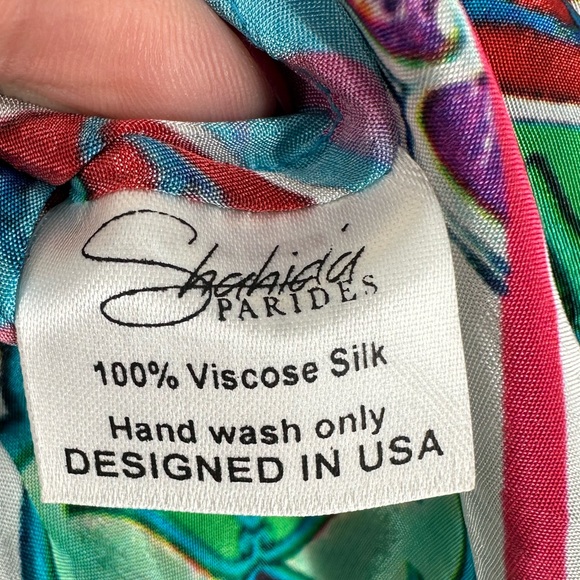 Shahida
PARIDES
100% Viscose Silk
Hand wash only
DESIGNED IN USA